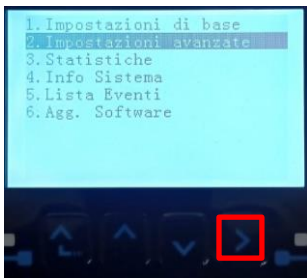 1.Impostazioni di base
2.Impostazioni avanzate
3.Statistiche
4.Info Sistema
5.Lista Eventi
6.Agg. Software